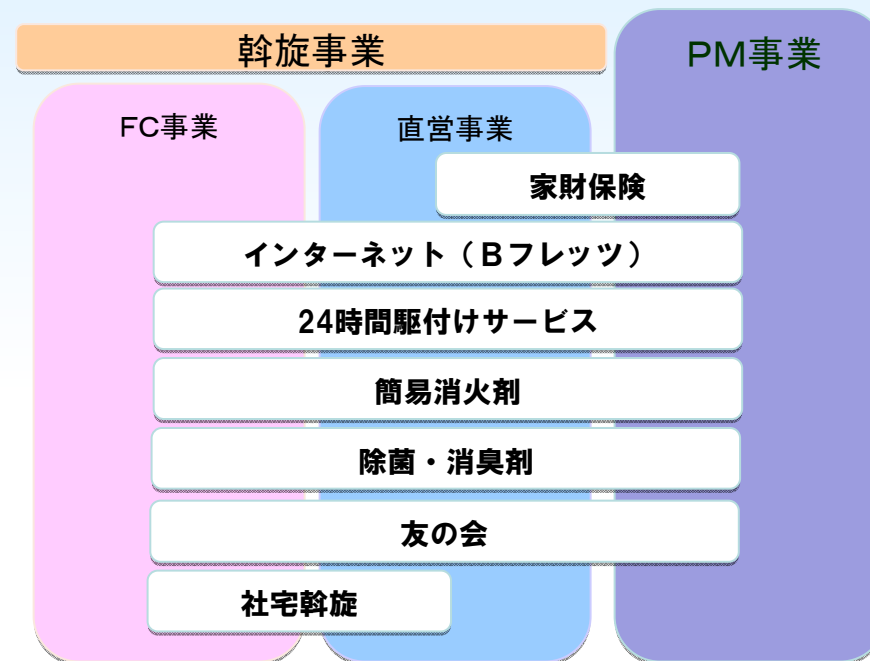 斡旋事業
PM事業
FC事業
直営事業
家財保険
インターネット（Bフレッツ）
24時間駆付けサービス
簡易消火剤
除菌・消臭剤
友の会
社宅斡旋